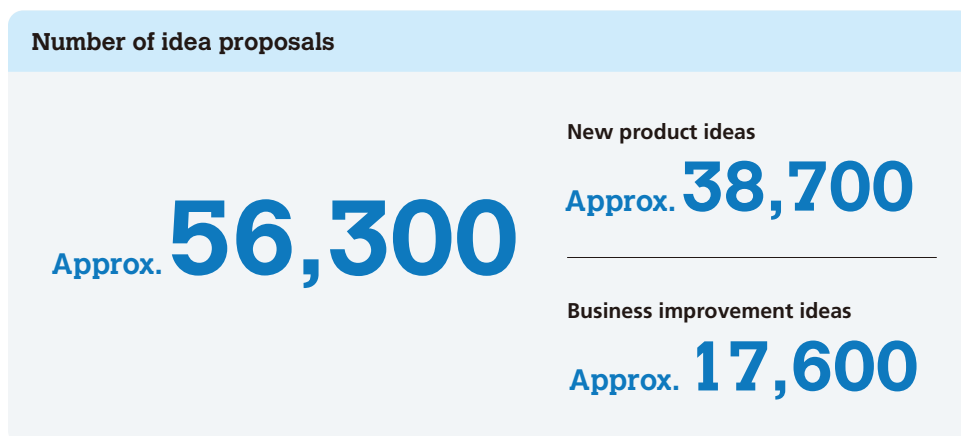 Number of idea proposals
Approx. 56,300
New product ideas
Approx. 38,700
Business improvement ideas
Approx. 17,600